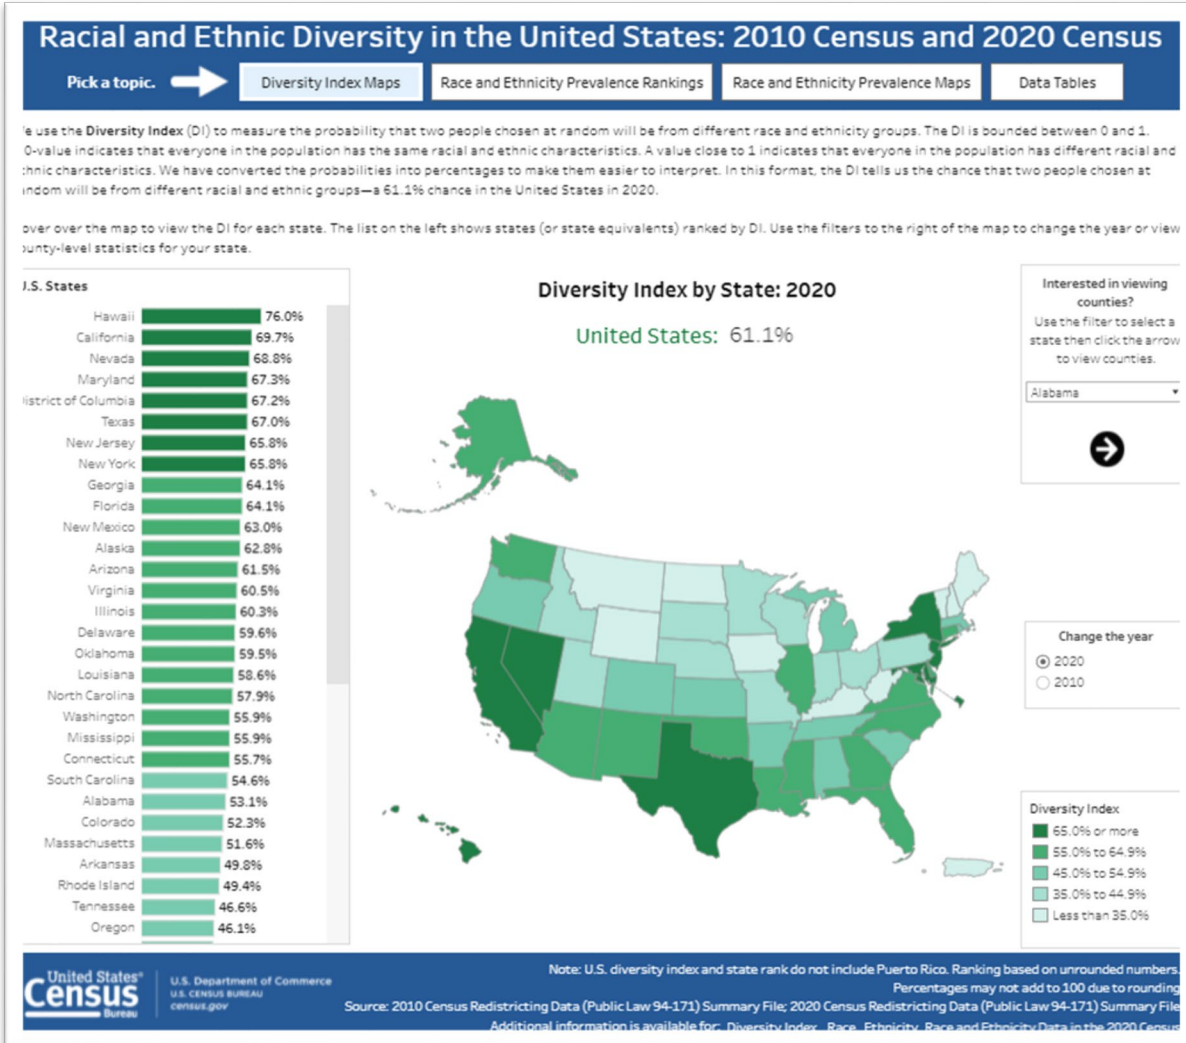 Racial and Ethnic Diversity in the United States: 2010 Census and 2020 Census
Pick a topic.
Diversity Index Maps
Race and Ethnicity Prevalence Rankings
Race and Ethnicity Prevalence Maps
Data Tables
e use the Diversity Index (DI) to measure the probability that two people chosen at random will be from different race and ethnicity groups. The DI is bounded between 0 and 1.
0-value indicates that everyone in the population has the same racial and ethnic characteristics. A value close to 1 indicates that everyone in the population has different racial and
hnic characteristics. We have converted the probabilities into percentages to make them easier to interpret. In this format, the DI tells us the chance that two people chosen at
ndom will be from different racial and ethnic groups—a 61.1% chance in the United States in 2020.
over over the map to view the DI for each state. The list on the left shows states (or state equivalents) ranked by DI. Use the filters to the right of the map to change the year or view
ounty-level statistics for your state.
U.S. States
Hawaii 76.0%
California 69.7%
Nevada 68.8%
Maryland 67.3%
istrict of Columbia 67.2%
Texas 67.0%
New Jersey 65.8%
New York 65.8%
Georgia 64.1%
Florida 64.1%
New Mexico 63.0%
Alaska 62.8%
Arizona 61.5%
Virginia 60.5%
Illinois 60.3%
Delaware 59.6%
Oklahoma 59.5%
Louisiana 58.6%
North Carolina 57.9%
Washington 55.9%
Mississippi 55.9%
Connecticut 55.7%
South Carolina 54.6%
Alabama 53.1%
Colorado 52.3%
Massachusetts 51.6%
Arkansas 49.8%
Rhode Island 49.4%
Tennessee 46.6%
Oregon 46.1%
Diversity Index by State: 2020
United States: 61.1%
Interested in viewing
counties?
Use the filter to select a
state then click the arrow
to view counties.
Alabama
Change the year
2020
2010
Diversity Index
65.0% or more
55.0% to 64.9%
45.0% to 54.9%
35.0% to 44.9%
Less than 35.0%
United States®
Census
Bureau
U.S. Department of Commerce
U.S. CENSUS BUREAU
census.gov
Note: U.S. diversity index and state rank do not include Puerto Rico. Ranking based on unrounded numbers.
Percentages may not add to 100 due to rounding
Source: 2010 Census Redistricting Data (Public Law 94-171) Summary File; 2020 Census Redistricting Data (Public Law 94-171) Summary File
Additional information is available for: Diversity Index Race Ethnicity Race and Ethnicity Data in the 2020 Census